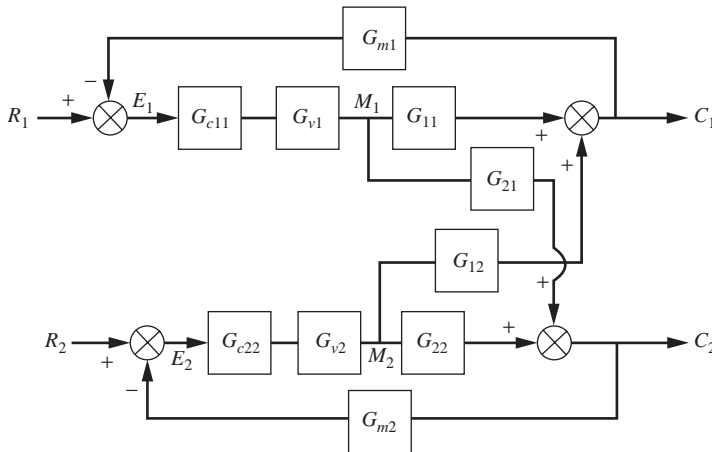 G_{m1}
−
R_1 + E_1 G_{c11} G_{v1} M_1 G_{11} + C_1
+
G_{21}
G_{12}
+
R_2 + E_2 G_{c22} G_{v2} M_2 G_{22} + C_2
−
G_{m2}